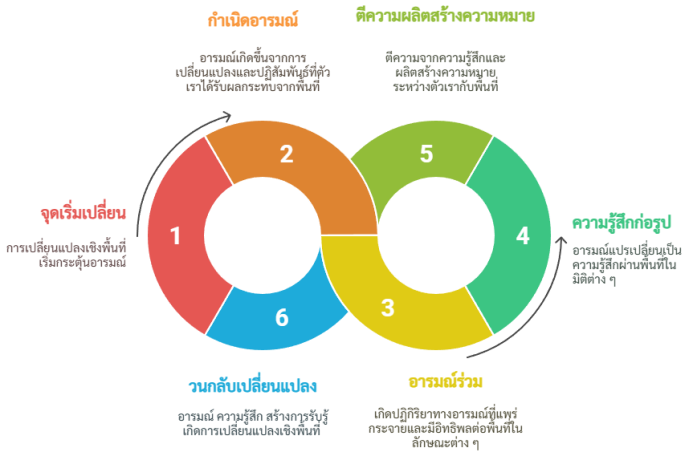 กำเนิดอารมณ์
อารมณ์เกิดขึ้นจากการ
เปลี่ยนแปลงและปฏิสัมพันธ์ที่ตัว
เราได้รับผลกระทบจากพื้นที่
ตีความผลิตสร้างความหมาย
ตีความจากความรู้สึกและ
ผลิตสร้างความหมาย
ระหว่างตัวเรากับพื้นที่
2
5
จุดเริ่มเปลี่ยน
การเปลี่ยนแปลงเชิงพื้นที่
เริ่มกระตุ้นอารมณ์
1
4
ความรู้สึกก่อรูป
อารมณ์แปรเปลี่ยนเป็น
ความรู้สึกผ่านพื้นที่ใน
มิติต่าง ๆ
6
3
วนกลับเปลี่ยนแปลง
อารมณ์ ความรู้สึก สร้างการรับรู้
เกิดการเปลี่ยนแปลงเชิงพื้นที่
อารมณ์ร่วม
เกิดปฏิกิริยาทางอารมณ์ที่แพร่
กระจายและมีอิทธิพลต่อพื้นที่ใน
ลักษณะต่าง ๆ